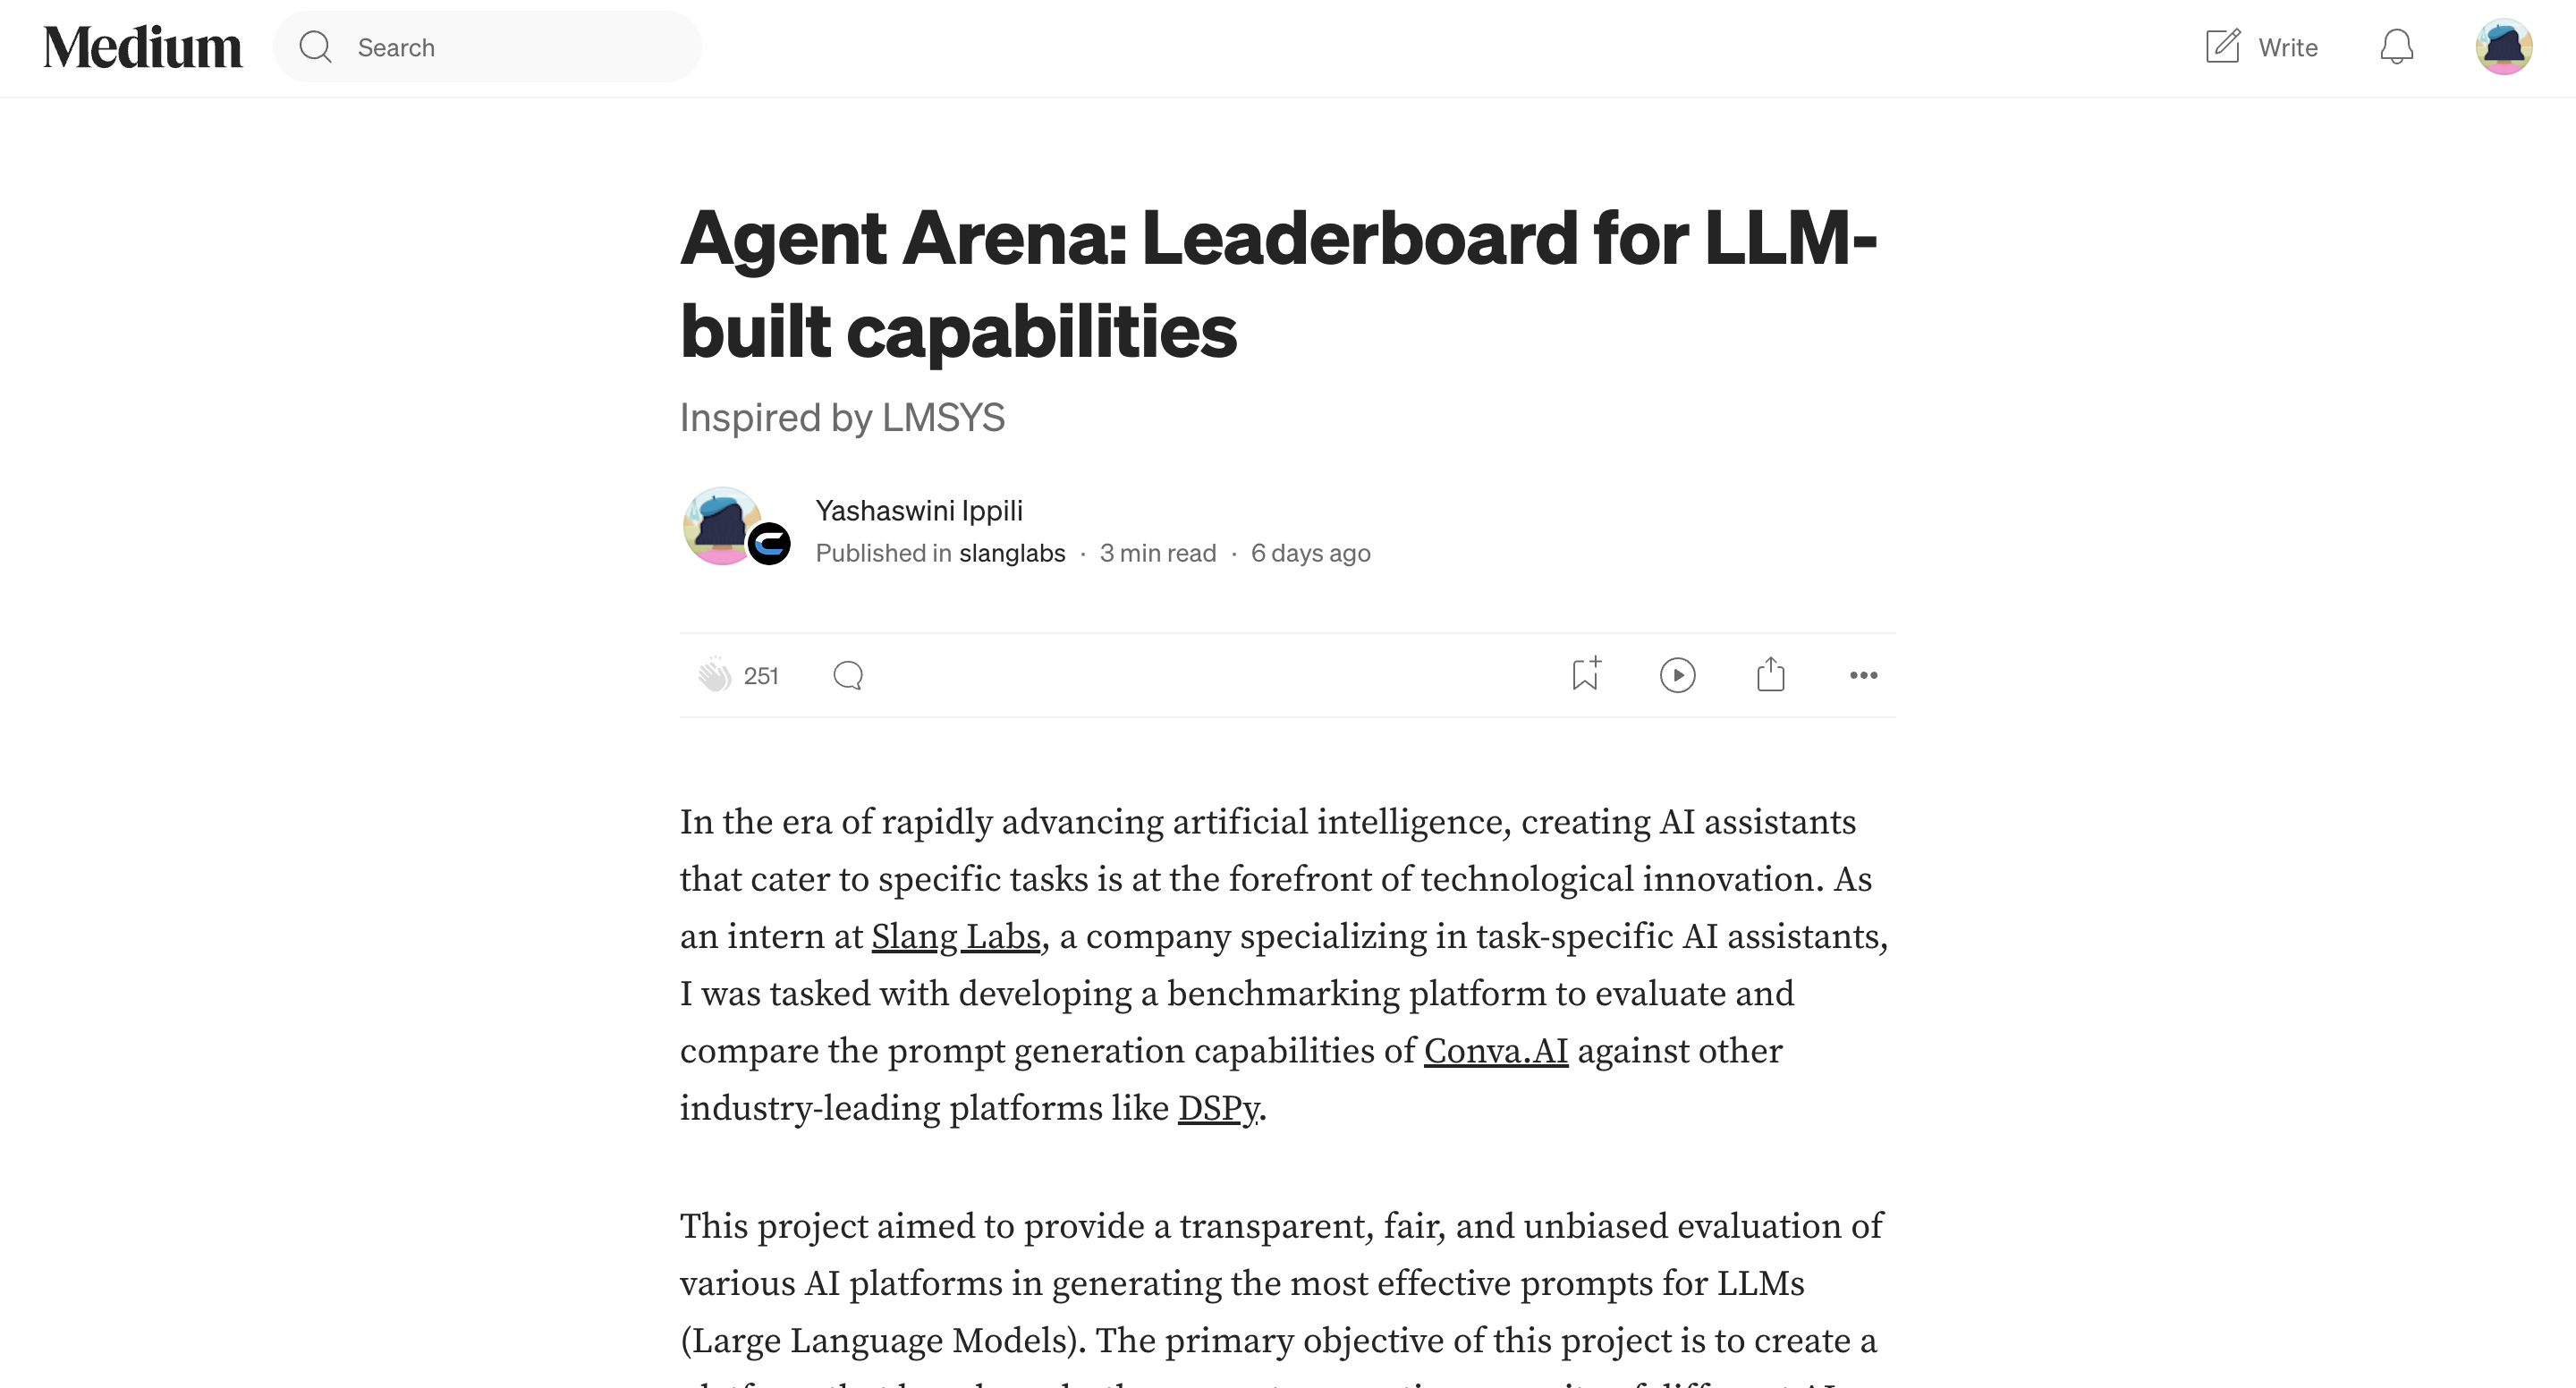 Medium
Search
Write
Agent Arena: Leaderboard for LLM-
built capabilities
Inspired by LMSYS
Yashaswini Ippili
Published in slanglabs · 3 min read · 6 days ago
251
In the era of rapidly advancing artificial intelligence, creating AI assistants
that cater to specific tasks is at the forefront of technological innovation. As
an intern at Slang Labs, a company specializing in task-specific AI assistants,
I was tasked with developing a benchmarking platform to evaluate and
compare the prompt generation capabilities of Conva.AI against other
industry-leading platforms like DSPy.
This project aimed to provide a transparent, fair, and unbiased evaluation of
various AI platforms in generating the most effective prompts for LLMs
(Large Language Models). The primary objective of this project is to create a